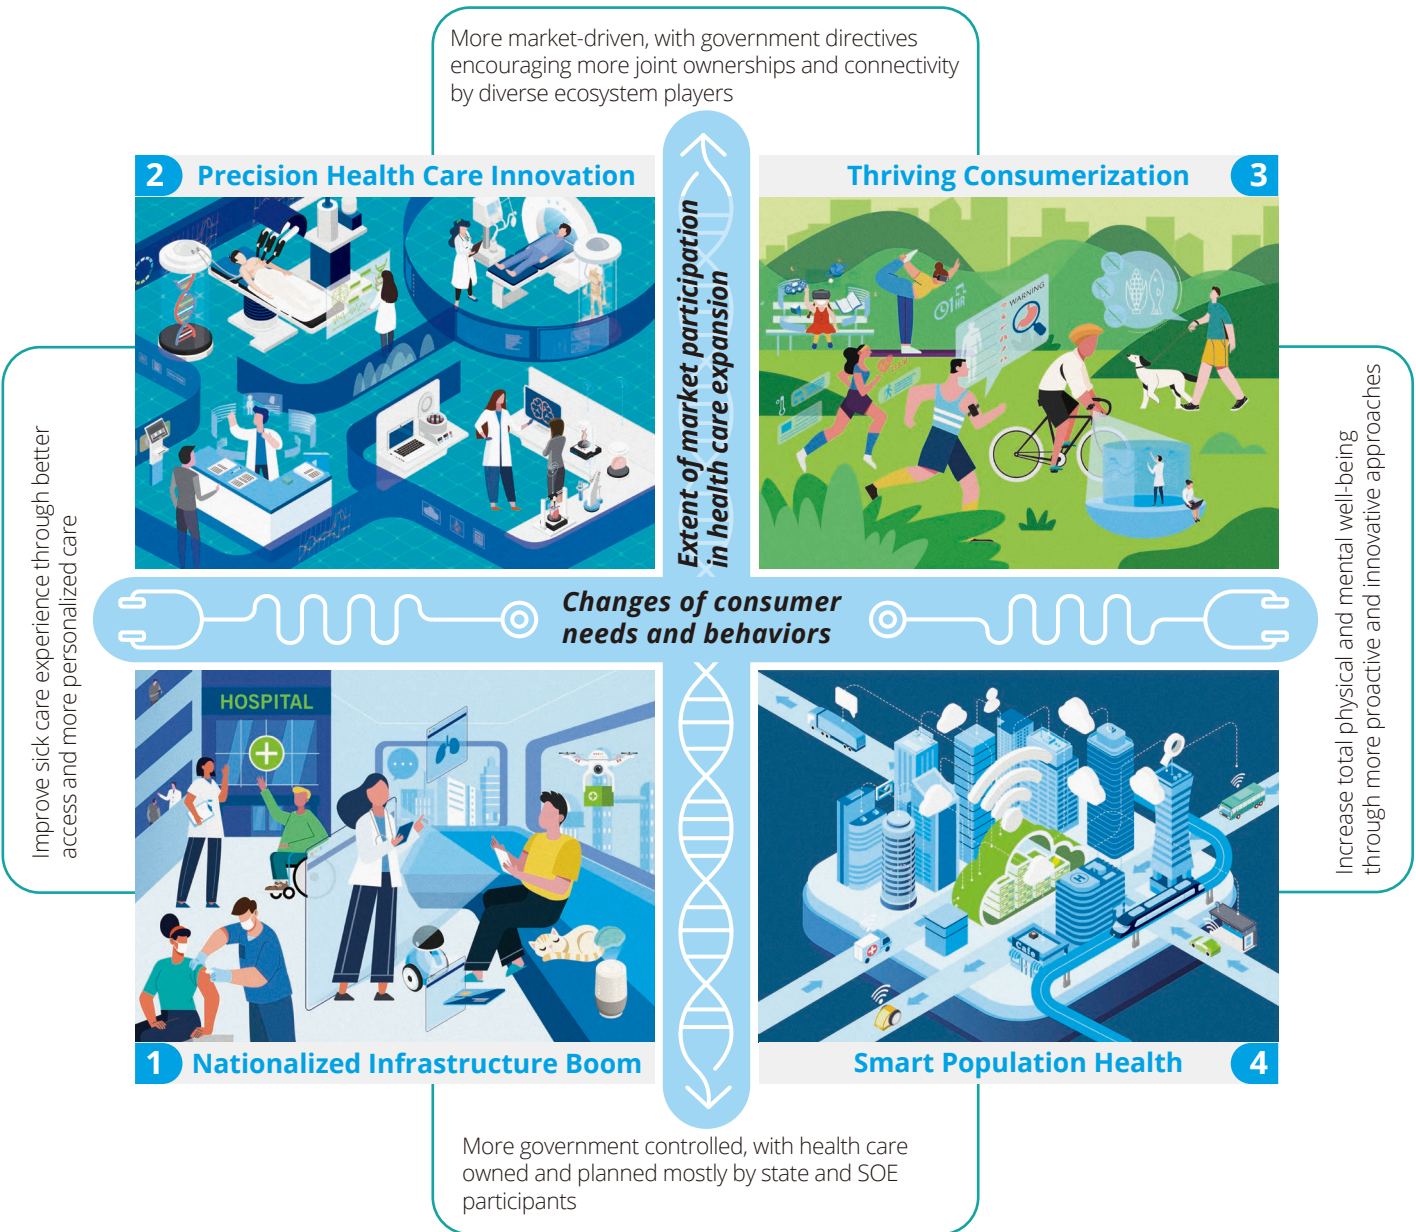 More market-driven, with government directives
encouraging more joint ownerships and connectivity
by diverse ecosystem players
2 Precision Health Care Innovation
Thriving Consumerization 3
WARNING
1
HR
Extent of market participation
in health care expansion
Improve sick care experience through better
access and more personalized care
Changes of consumer
needs and behaviors
Increase total physical and mental well-being
through more proactive and innovative approaches
HOSPITAL
H
Cafe
1 Nationalized Infrastructure Boom
Smart Population Health 4
More government controlled, with health care
owned and planned mostly by state and SOE
participants